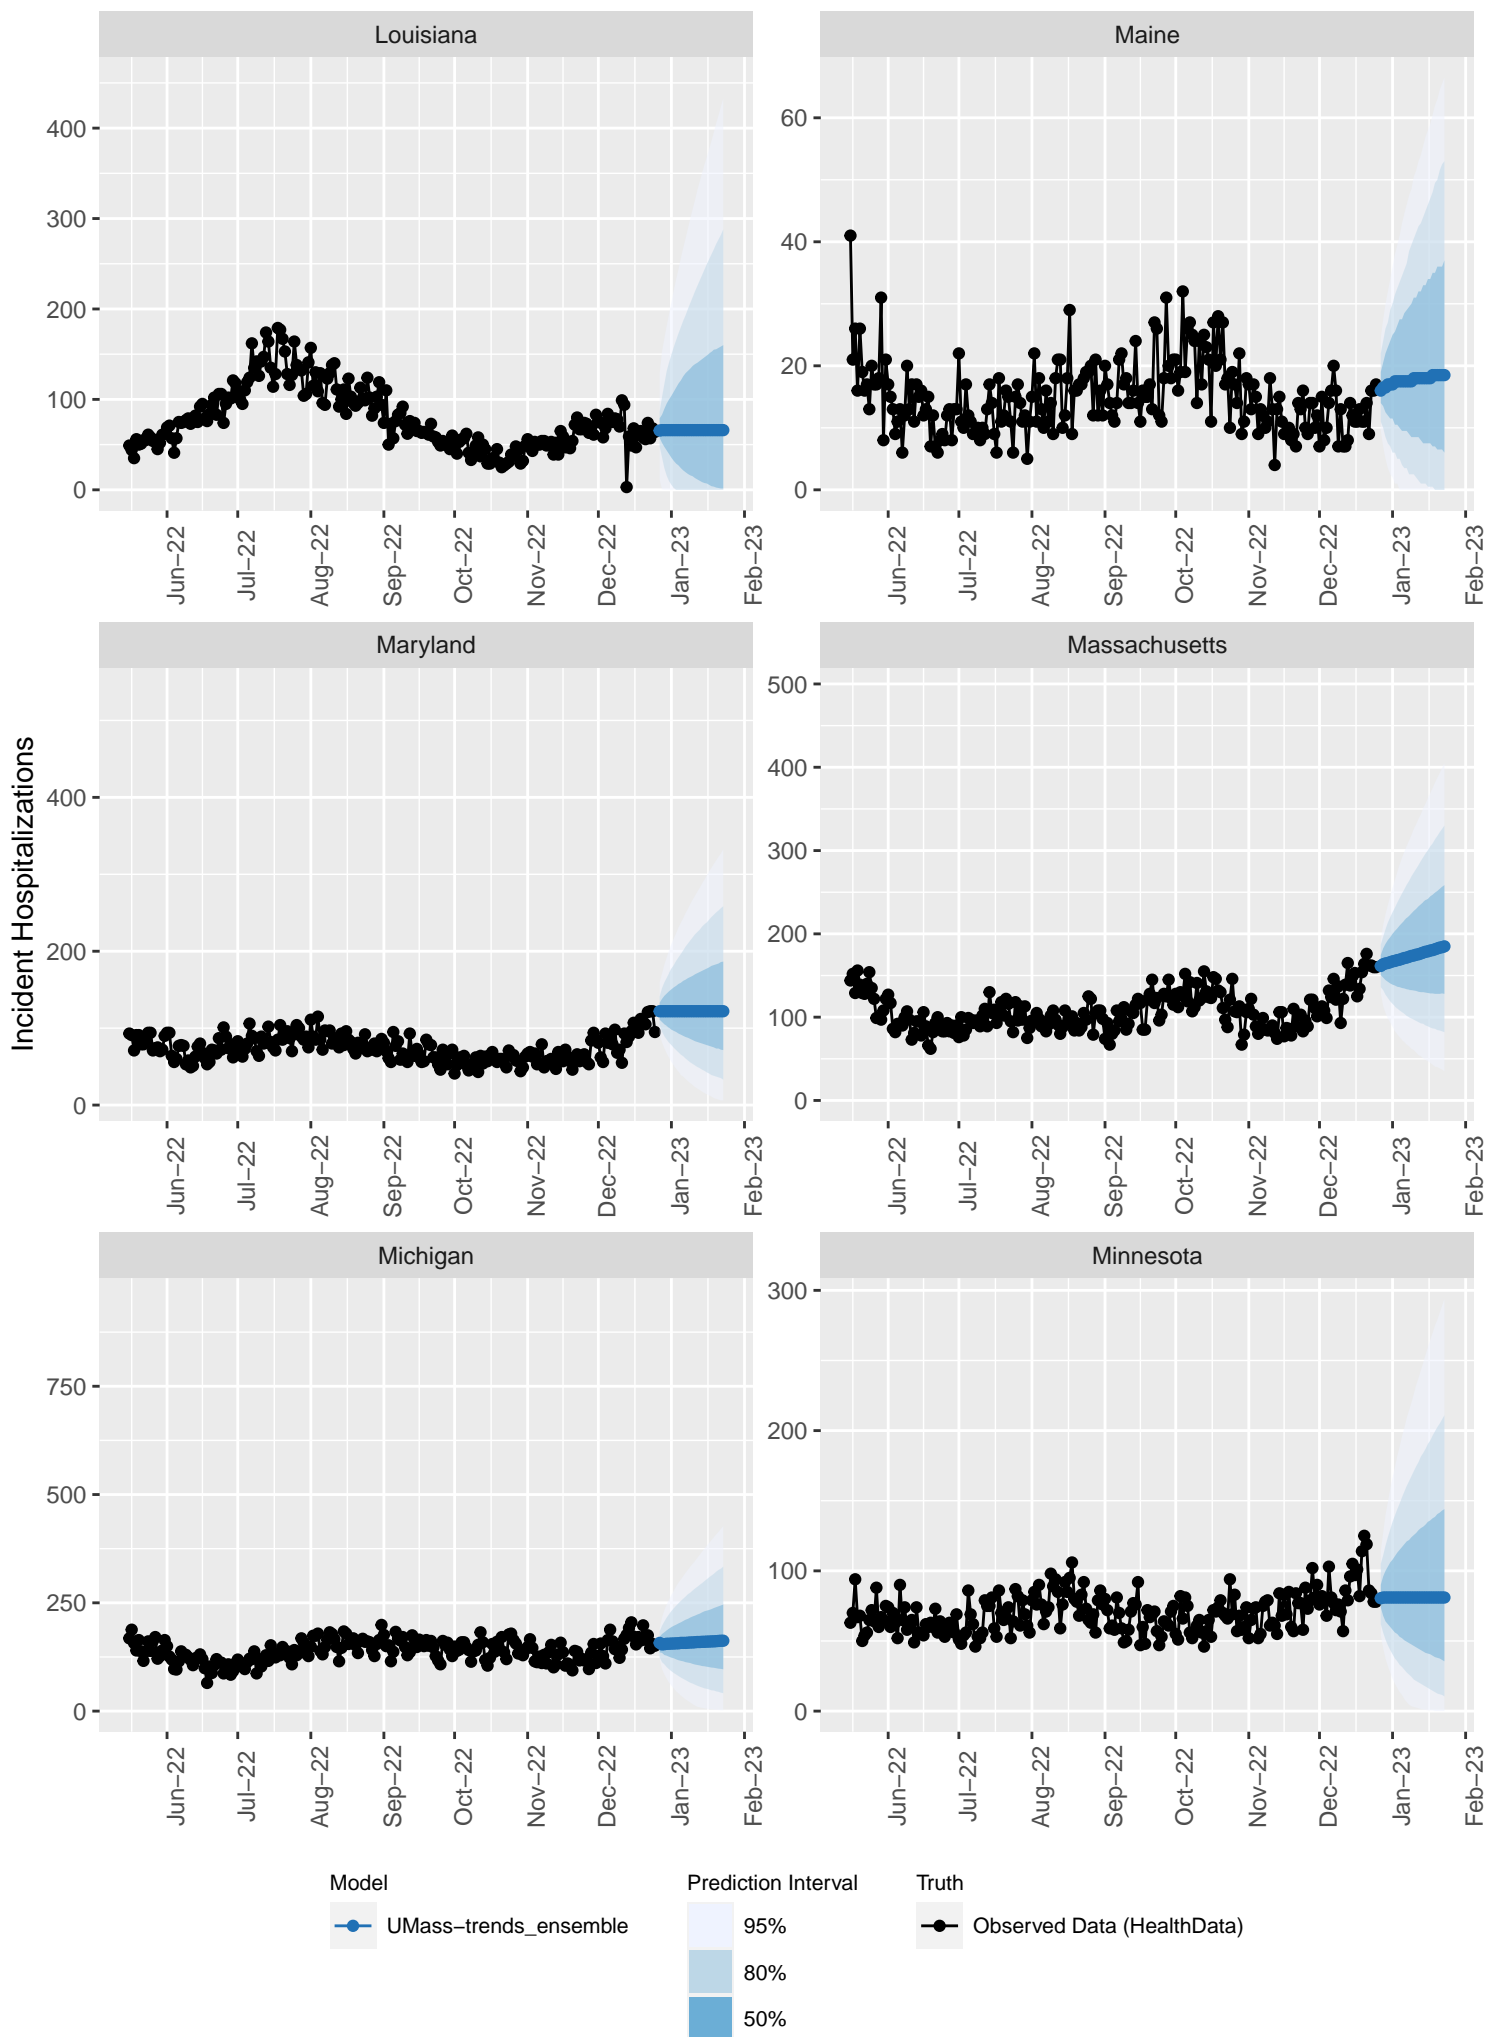 Louisiana
Maine
400
300
200
100
0
60
40
20
0
Jun−22
Jul−22
Aug−22
Sep−22
Oct−22
Nov−22
Dec−22
Jan−23
Feb−23
Jun−22
Jul−22
Aug−22
Sep−22
Oct−22
Nov−22
Dec−22
Jan−23
Feb−23
Incident Hospitalizations
Maryland
Massachusetts
400
200
0
500
400
300
200
100
0
Jun−22
Jul−22
Aug−22
Sep−22
Oct−22
Nov−22
Dec−22
Jan−23
Feb−23
Jun−22
Jul−22
Aug−22
Sep−22
Oct−22
Nov−22
Dec−22
Jan−23
Feb−23
Michigan
Minnesota
750
500
250
0
300
200
100
0
Jun−22
Jul−22
Aug−22
Sep−22
Oct−22
Nov−22
Dec−22
Jan−23
Feb−23
Jun−22
Jul−22
Aug−22
Sep−22
Oct−22
Nov−22
Dec−22
Jan−23
Feb−23
Model
UMass−trends_ensemble
Prediction Interval
95%
80%
50%
Truth
Observed Data (HealthData)